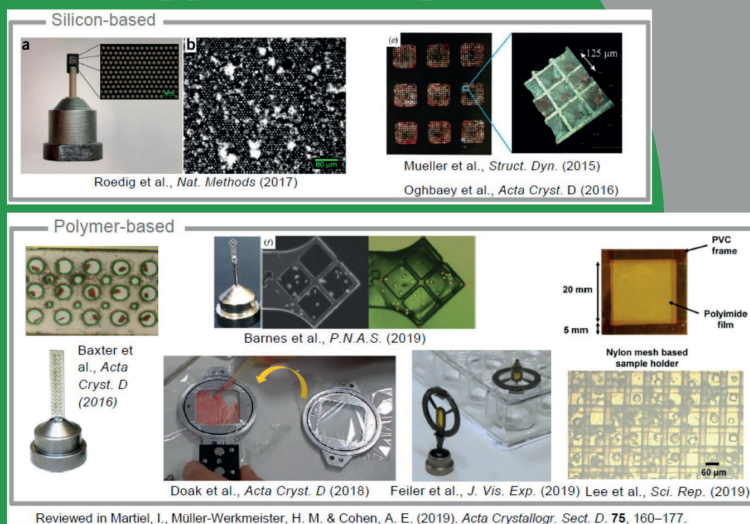 Silicon-based
a
b
80 µm
(e)
125 µm
Roedig et al., Nat. Methods (2017)
Mueller et al., Struct. Dyn. (2015)
Oghbaey et al., Acta Cryst. D (2016)
Polymer-based
(f)
Baxter et
al., Acta
Cryst. D
(2016)
Barnes et al., P.N.A.S. (2019)
PVC
frame
20 mm
5 mm
Polyimide
film
Nylon mesh based
sample holder
60 µm
Doak et al., Acta Cryst. D (2018)
Feiler et al., J. Vis. Exp. (2019)
Lee et al., Sci. Rep. (2019)
Reviewed in Martiel, I., Müller-Werkmeister, H. M. & Cohen, A. E. (2019). Acta Crystallogr. Sect. D. 75, 160–177.